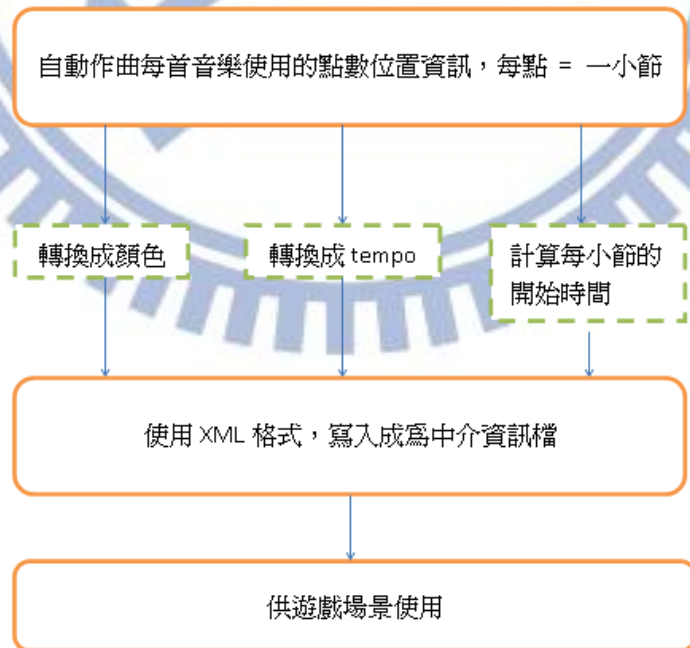 自動作曲每首音樂使用的點數位置資訊，每點 = 一小節
轉換成顏色
轉換成 tempo
計算每小節的
開始時間
使用 XML 格式，寫入成為中介資訊檔
供遊戲場景使用